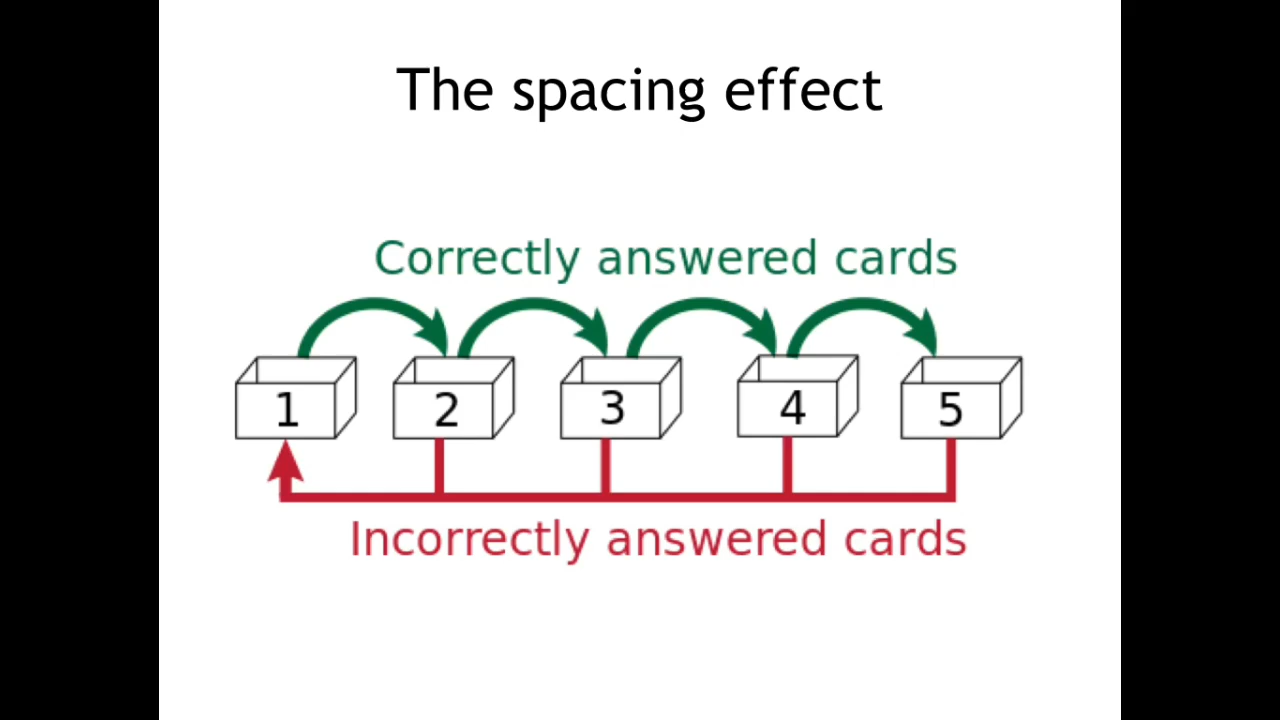 The spacing effect
Correctly answered cards
1 2 3 4 5
Incorrectly answered cards